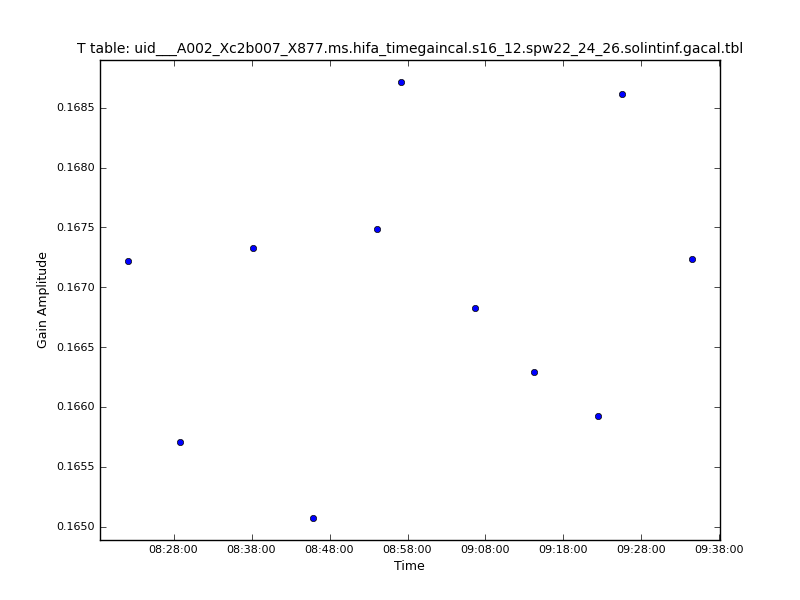 T table: uid___A002_Xc2b007_X877.ms.hifa_timegaincal.s16_12.spw22_24_26.solintinf.gacal.tbl
0.1685
0.1680
0.1675
0.1670
0.1665
0.1660
0.1655
0.1650
Gain Amplitude
08:28:00 08:38:00 08:48:00 08:58:00 09:08:00 09:18:00 09:28:00 09:38:00
Time